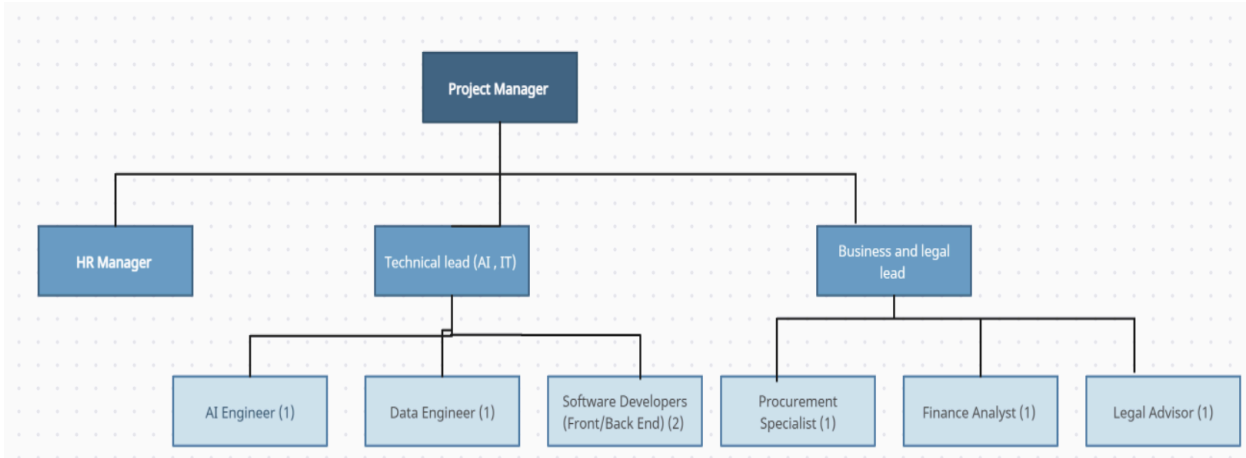 Project Manager
HR Manager
Technical lead (AI , IT)
Business and legal
lead
AI Engineer (1)
Data Engineer (1)
Software Developers
(Front/Back End) (2)
Procurement
Specialist (1)
Finance Analyst (1)
Legal Advisor (1)